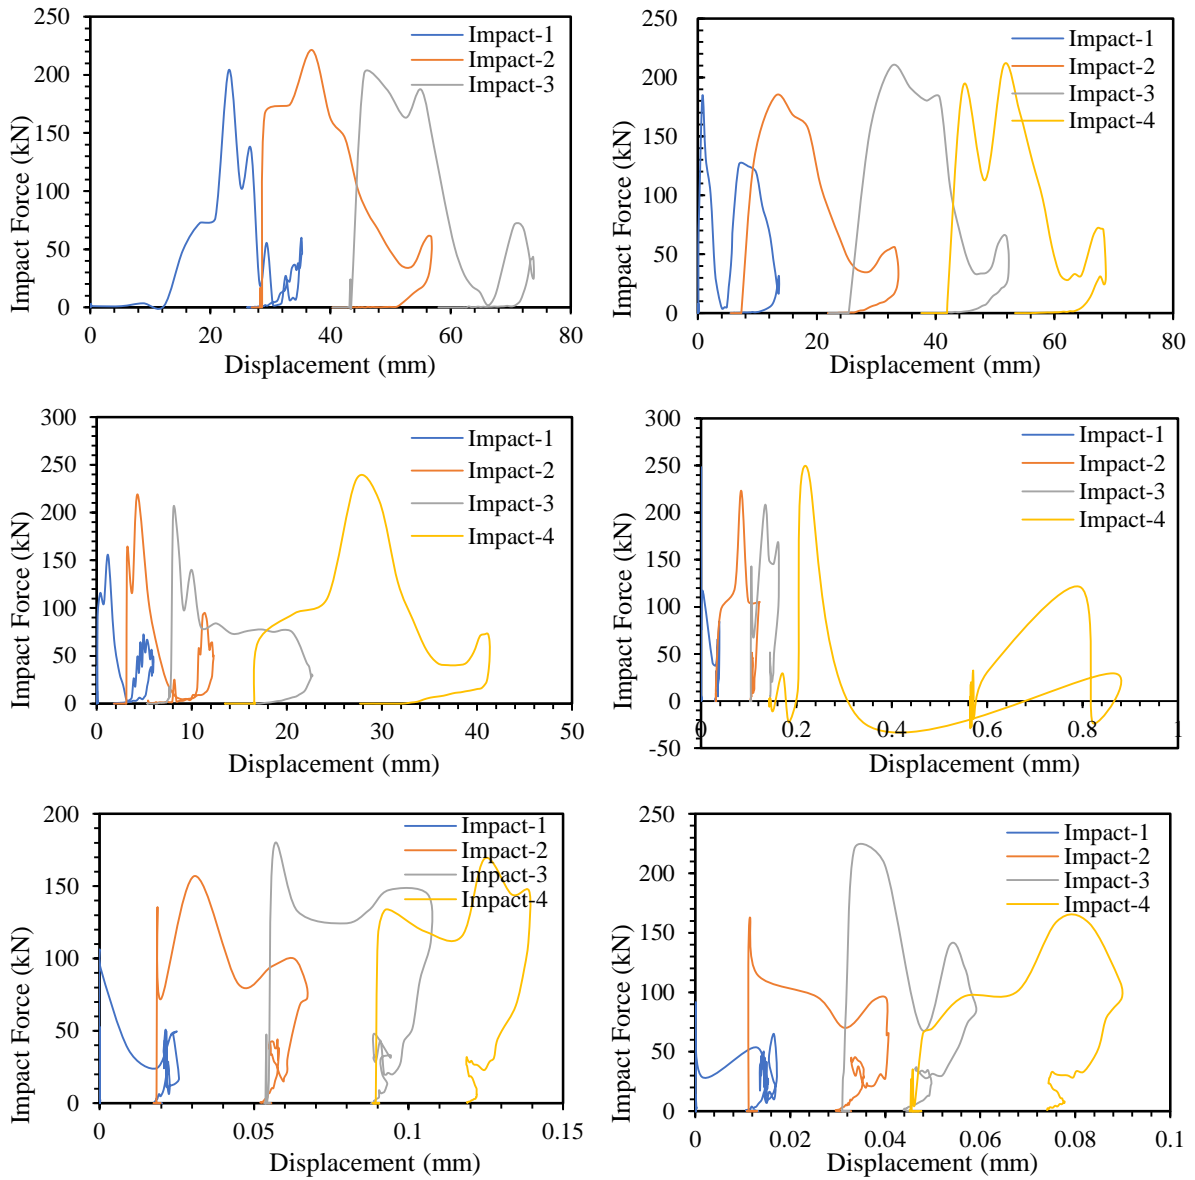 250
200
150
100
50
0
0 20 40 60 80
Impact Force (kN)
Displacement (mm)
Impact-1
Impact-2
Impact-3
250
200
150
100
50
0
0 20 40 60 80
Impact Force (kN)
Displacement (mm)
Impact-1
Impact-2
Impact-3
Impact-4
300
250
200
150
100
50
0
0 10 20 30 40 50
Impact Force (kN)
Displacement (mm)
Impact-1
Impact-2
Impact-3
Impact-4
300
250
200
150
100
50
0
-50
0 0.2 0.4 0.6 0.8 1
Impact Force (kN)
Displacement (mm)
Impact-1
Impact-2
Impact-3
Impact-4
200
150
100
50
0
0 0.05 0.1 0.15
Impact Force (kN)
Displacement (mm)
Impact-1
Impact-2
Impact-3
Impact-4
250
200
150
100
50
0
0 0.02 0.04 0.06 0.08 0.1
Impact Force (kN)
Displacement (mm)
Impact-1
Impact-2
Impact-3
Impact-4